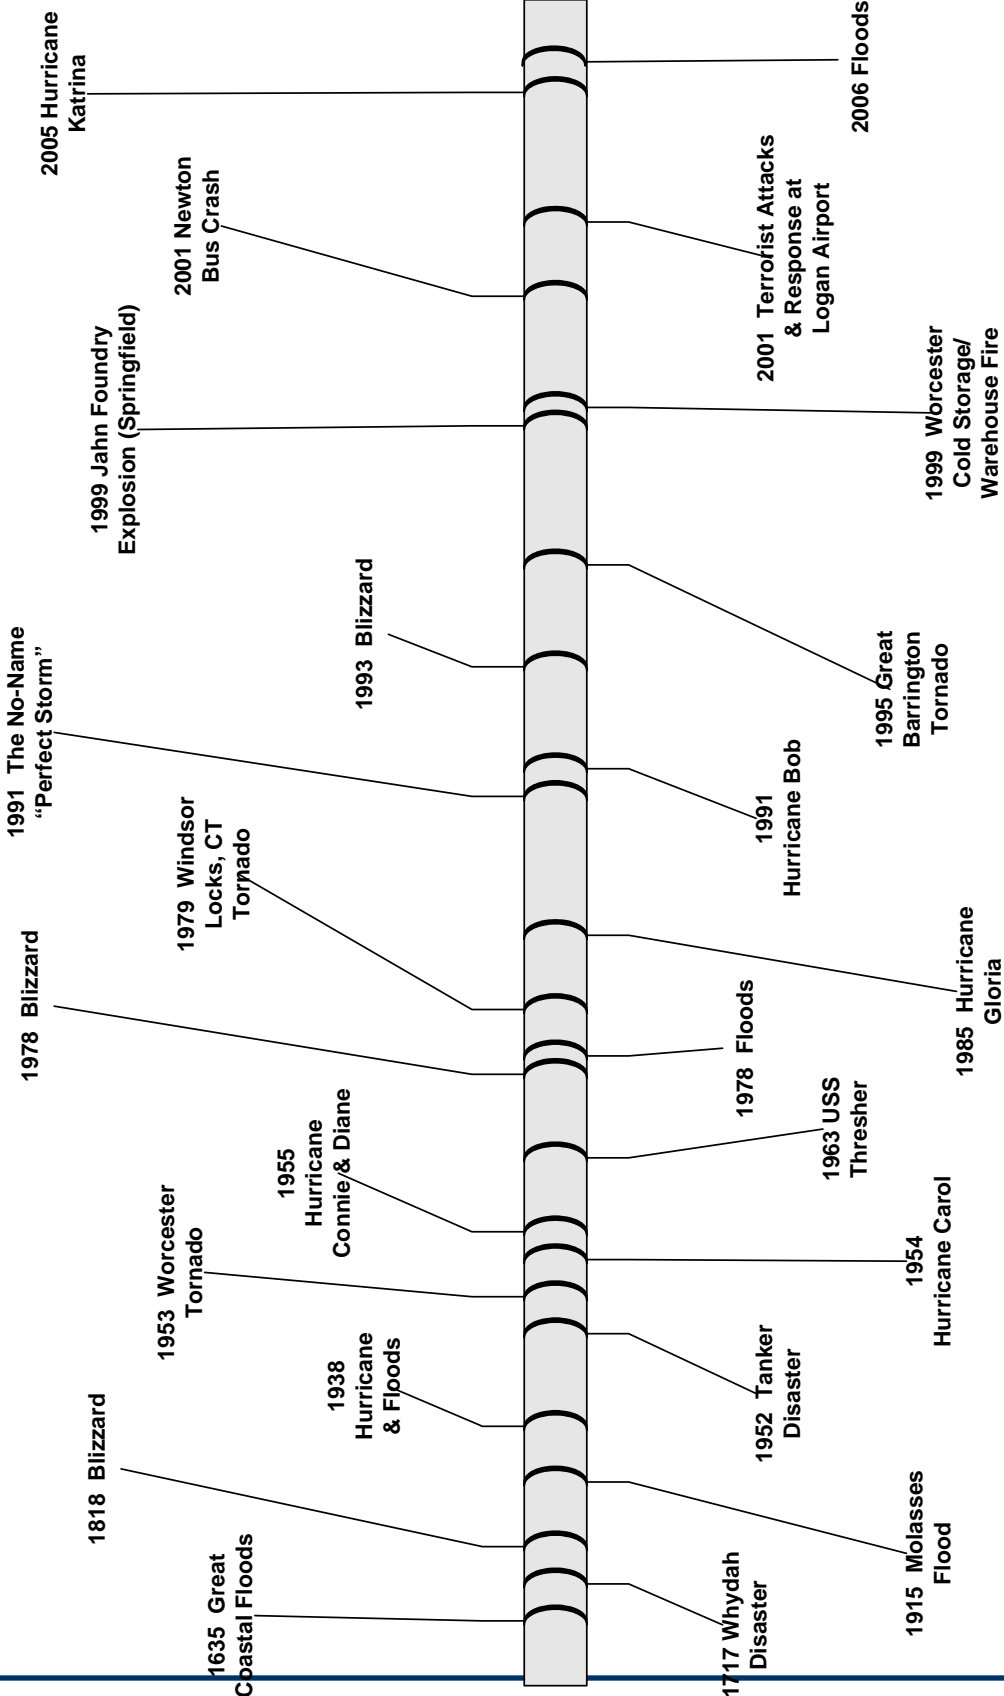 1635 Great
Coastal Floods
1717 Whydah
Disaster
1818 Blizzard
1915 Molasses
Flood
1938
Hurricane
& Floods
1952 Tanker
Disaster
1953 Worcester
Tornado
1954
Hurricane Carol
1955
Hurricane
Connie & Diane
1963 USS
Thresher
1978 Blizzard
1978 Floods
1979 Windsor
Locks, CT
Tornado
1985 Hurricane
Gloria
1991 The No-Name
“Perfect Storm”
1991
Hurricane Bob
1993 Blizzard
1995 Great
Barrington
Tornado
1999 Jahn Foundry
Explosion (Springfield)
1999 Worcester
Cold Storage/
Warehouse Fire
2001 Newton
Bus Crash
2001 Terrorist Attacks
& Response at
Logan Airport
2005 Hurricane
Katrina
2006 Floods